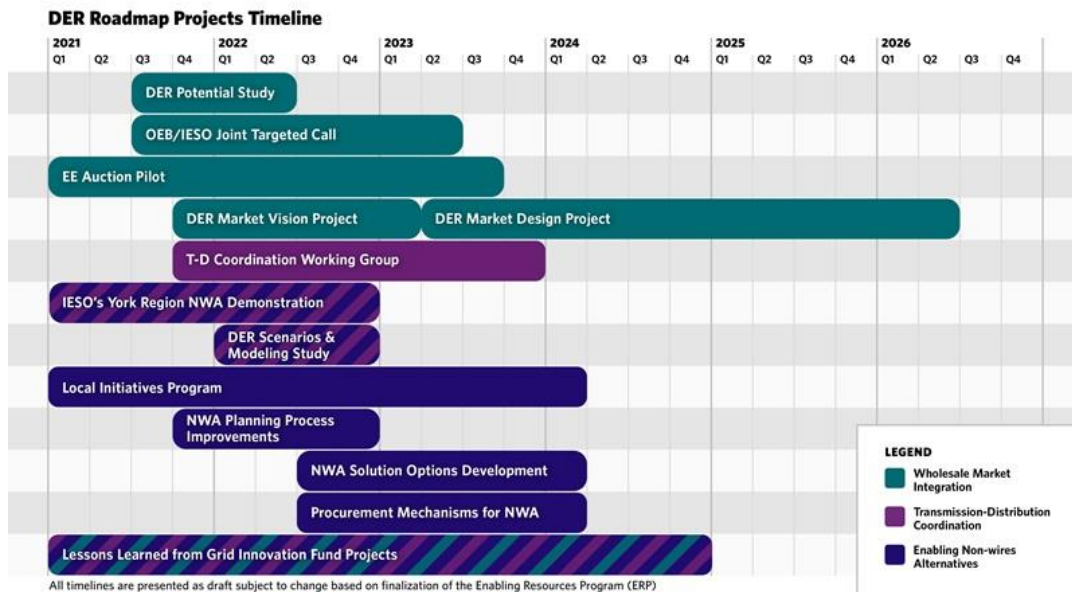 DER Roadmap Projects Timeline
2021 2022 2023 2024 2025 2026
Q1 Q2 Q3 Q4 Q1 Q2 Q3 Q4 Q1 Q2 Q3 Q4 Q1 Q2 Q3 Q4 Q1 Q2 Q3 Q4 Q1 Q2 Q3 Q4
DER Potential Study
OEB/IESO Joint Targeted Call
EE Auction Pilot
DER Market Vision Project DER Market Design Project
T-D Coordination Working Group
IESO's York Region NWA Demonstration
DER Scenarios &
Modeling Study
Local Initiatives Program
NWA Planning Process
Improvements
NWA Solution Options Development
Procurement Mechanisms for NWA
Lessons Learned from Grid Innovation Fund Projects
LEGEND
Wholesale Market
Integration
Transmission-Distribution
Coordination
Enabling Non-wires
Alternatives
All timelines are presented as draft subject to change based on finalization of the Enabling Resources Program (ERP)